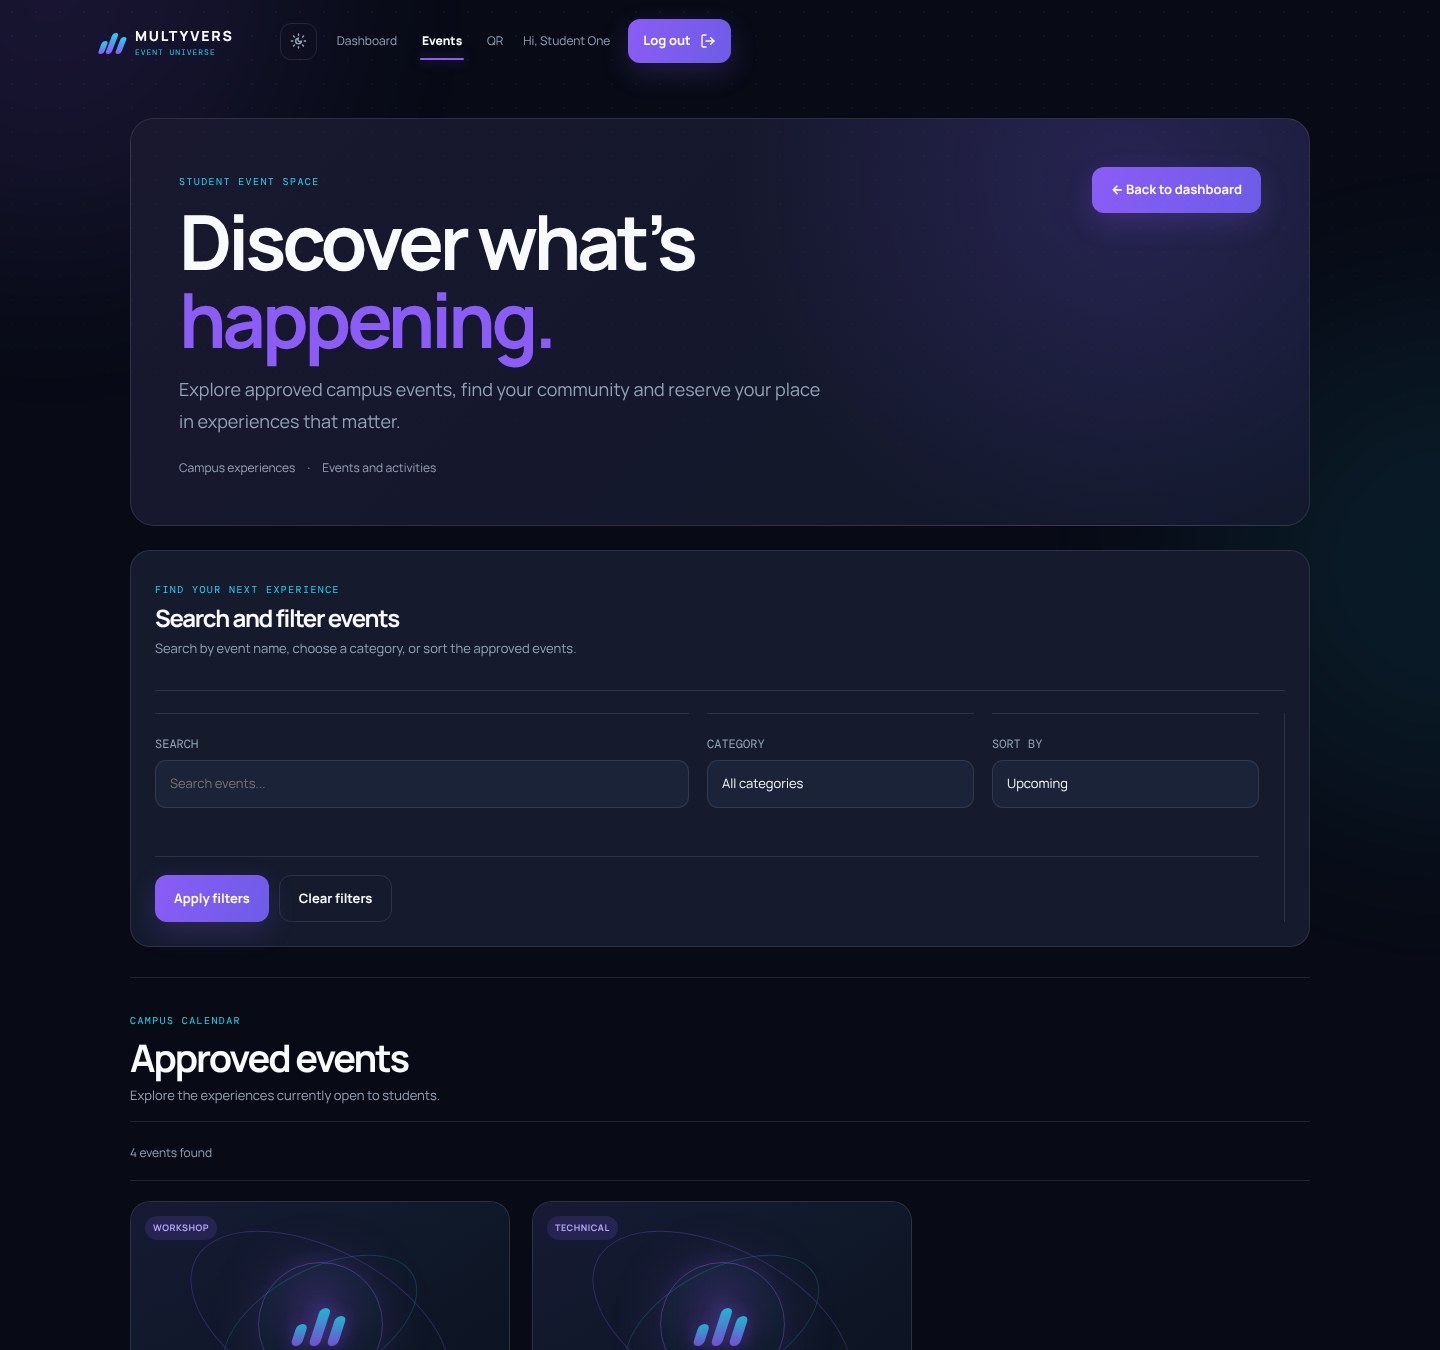 MULTYVERS
EVENT UNIVERSE
Dashboard
Events
QR
Hi, Student One
Log out
STUDENT EVENT SPACE
← Back to dashboard
Discover what's
happening.
Explore approved campus events, find your community and reserve your place
in experiences that matter.
Campus experiences · Events and activities
FIND YOUR NEXT EXPERIENCE
Search and filter events
Search by event name, choose a category, or sort the approved events.
SEARCH
CATEGORY
SORT BY
Search events...
All categories
Upcoming
Apply filters
Clear filters
CAMPUS CALENDAR
Approved events
Explore the experiences currently open to students.
4 events found
WORKSHOP
TECHNICAL